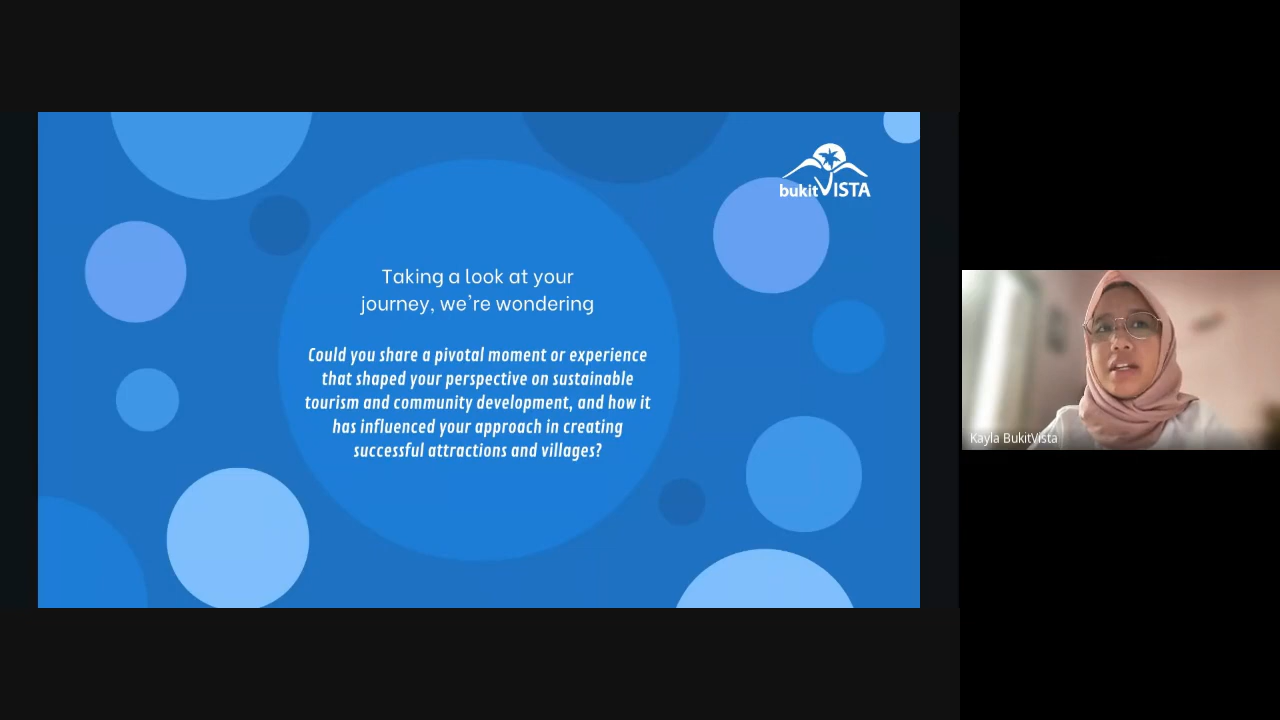 bukit VISTA
Taking a look at your
journey, we're wondering
Could you share a pivotal moment or experience
that shaped your perspective on sustainable
tourism and community development, and how it
has influenced your approach in creating
successful attractions and villages?
Kayla BukitVista